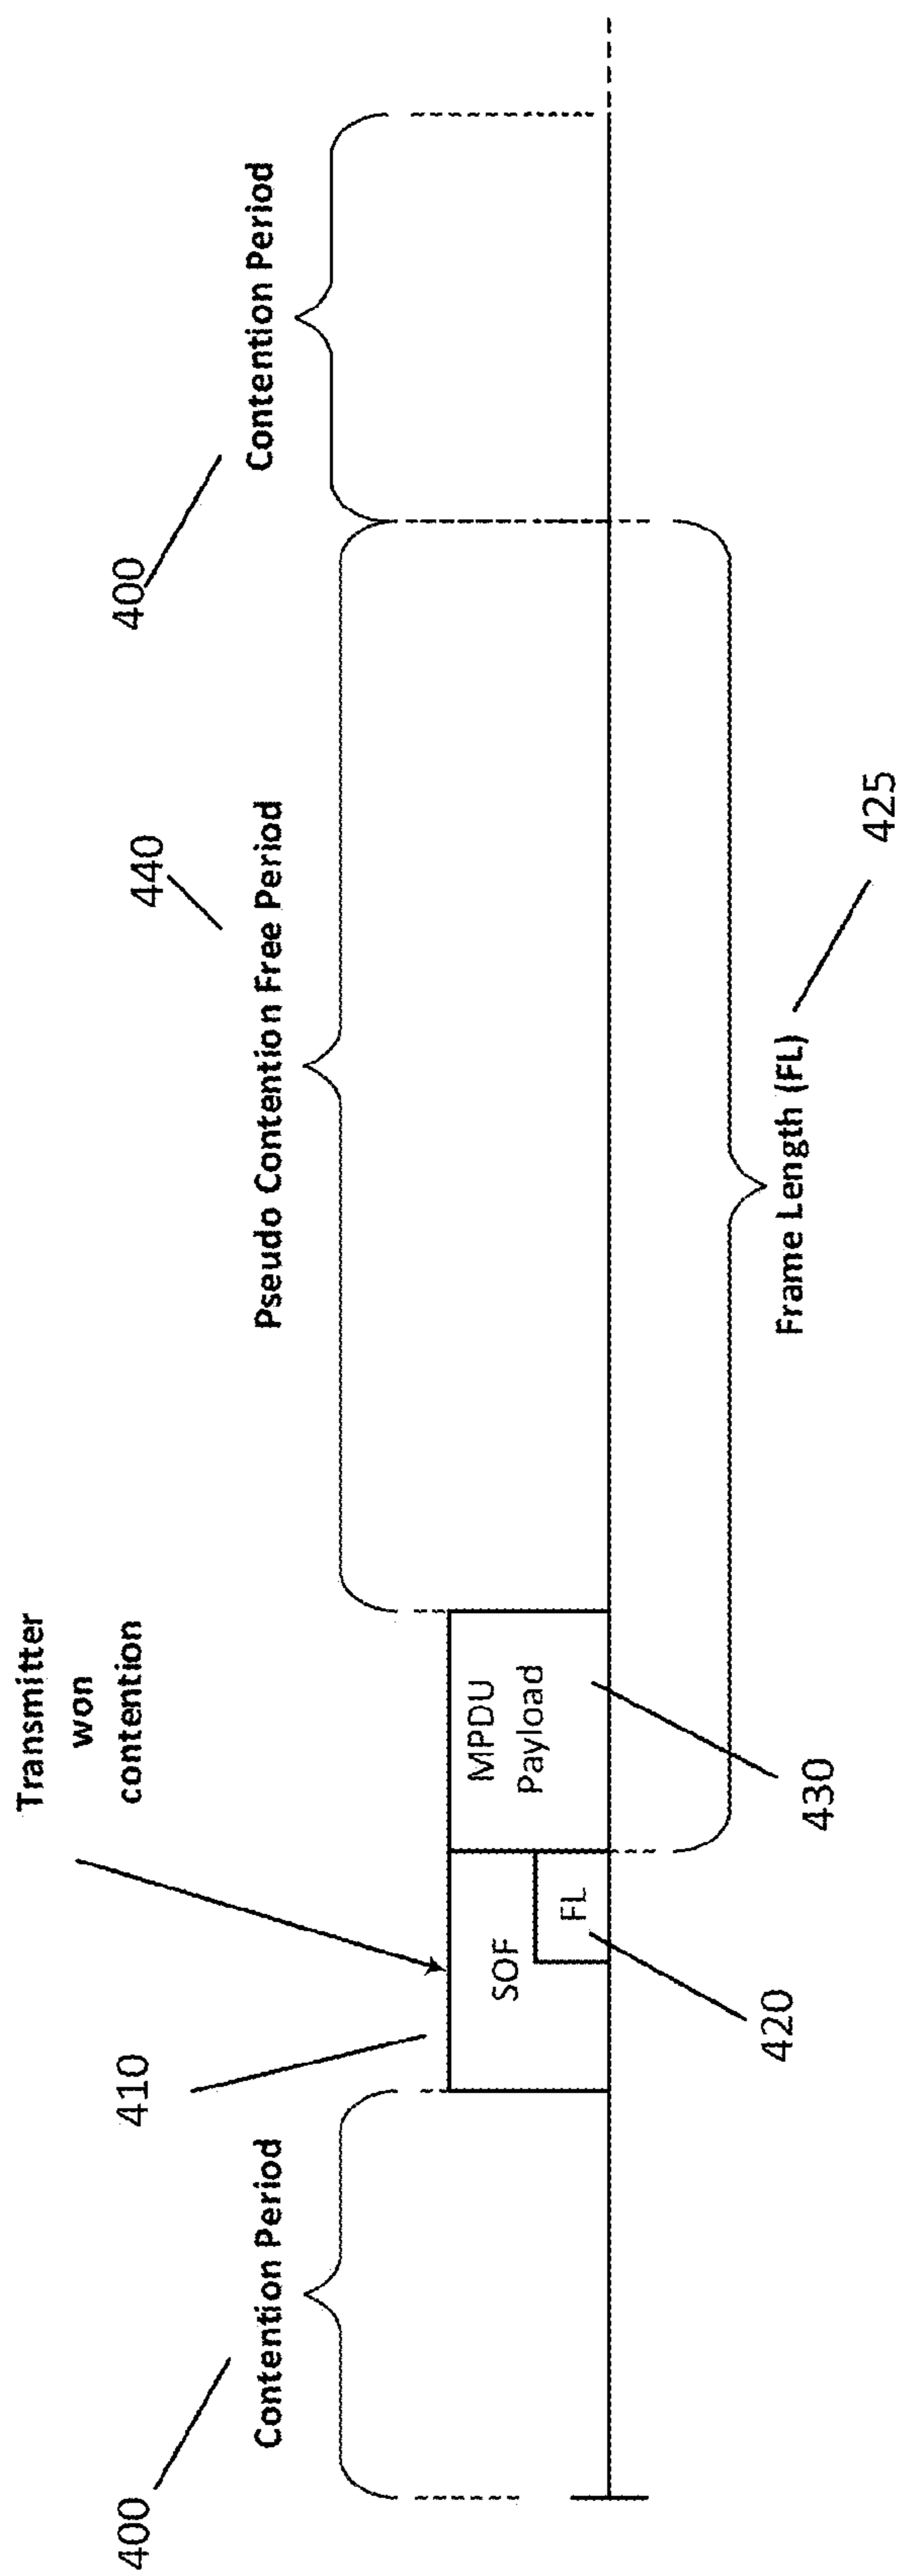 Transmitter
won
contention
400
Contention Period
410
440
Pseudo Contention Free Period
400
Contention Period
SOF
FL
MPDU
Payload
420
430
Frame Length (FL)
425